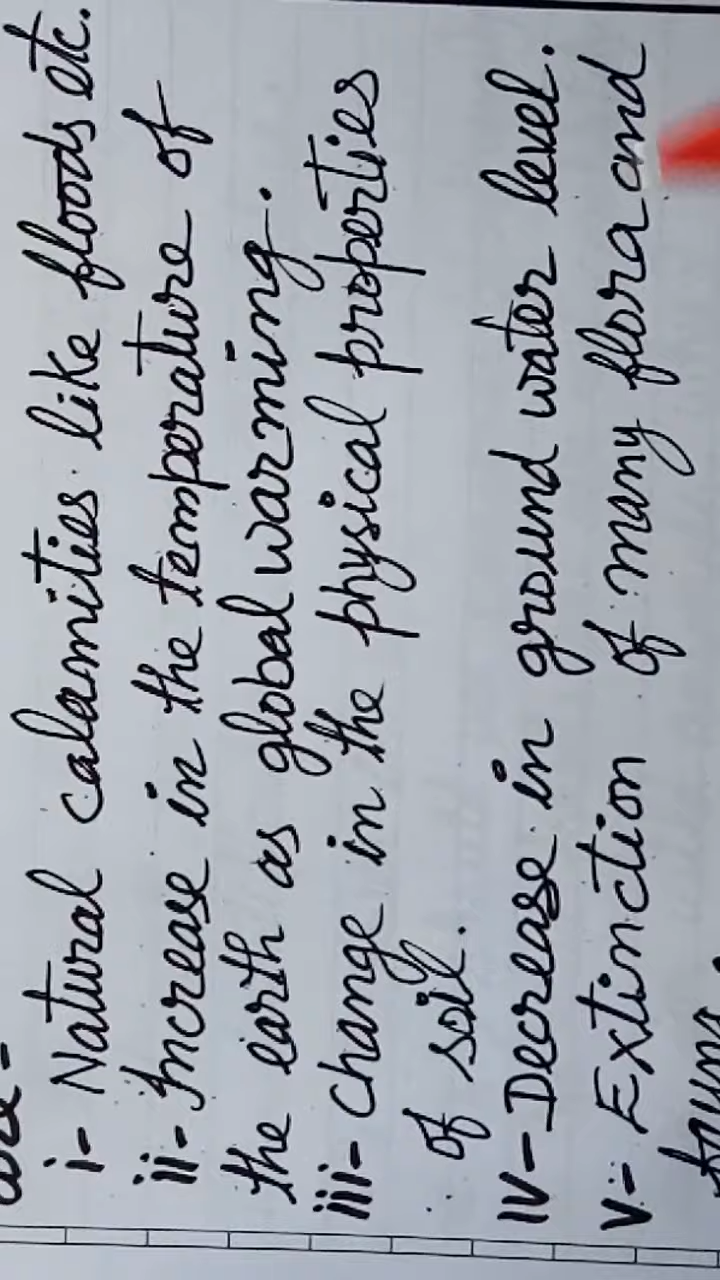 are -
i- Natural calamities like floods etc.
ii- Increase in the temperature of
the earth as global warming.
iii- change in the physical properties
of soil.
iv- Decrease in ground water level.
v- Extinction of many flora and